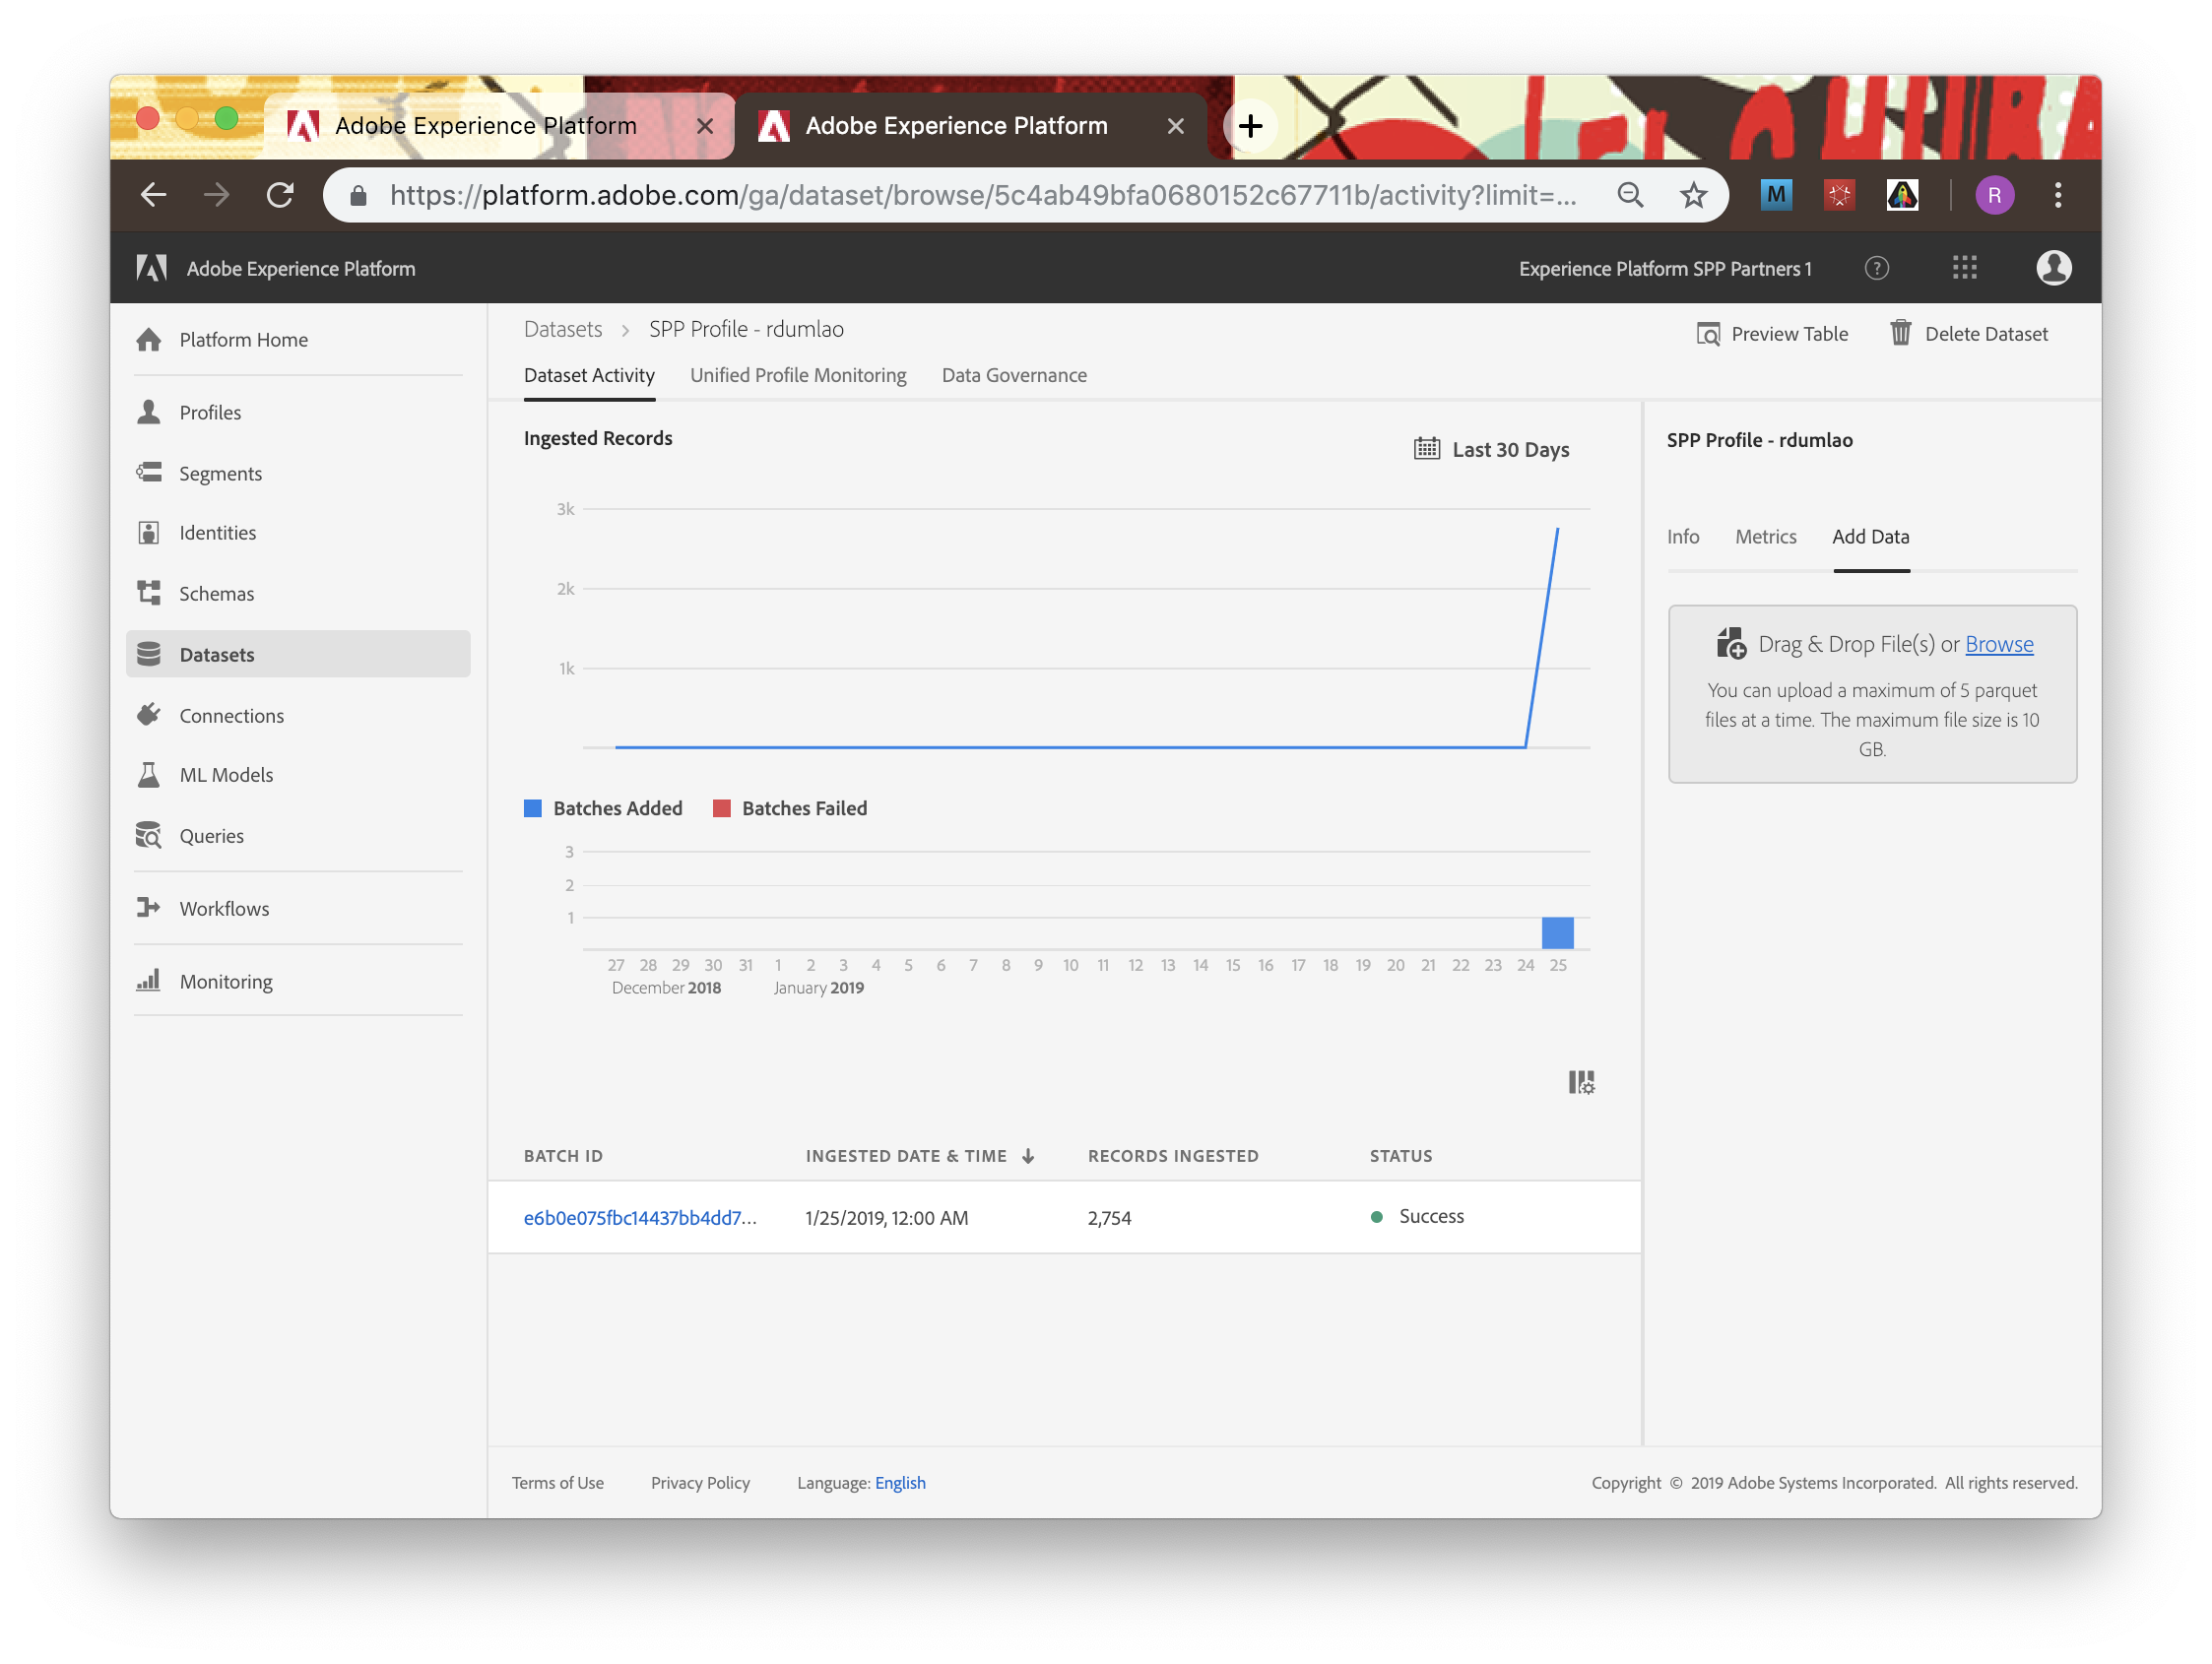 Adobe Experience Platform
Adobe Experience Platform
https://platform.adobe.com/ga/dataset/browse/5c4ab49bfa0680152c67711b/activity?limit=...
M
R
Adobe Experience Platform
Experience Platform SPP Partners 1
?
Platform Home
Profiles
Segments
Identities
Schemas
Datasets
Connections
ML Models
Queries
Workflows
Monitoring
Datasets > SPP Profile - rdumlao
Preview Table
Delete Dataset
Dataset Activity Unified Profile Monitoring Data Governance
Ingested Records
Last 30 Days
3k
2k
1k
Batches Added Batches Failed
3
2
1
27 28 29 30 31 1 2 3 4 5 6 7 8 9 10 11 12 13 14 15 16 17 18 19 20 21 22 23 24 25
December 2018 January 2019
BATCH ID INGESTED DATE & TIME RECORDS INGESTED STATUS
e6b0e075fbc14437bb4dd7... 1/25/2019, 12:00 AM 2,754 Success
SPP Profile - rdumlao
Info Metrics Add Data
Drag & Drop File(s) or Browse
You can upload a maximum of 5 parquet
files at a time. The maximum file size is 10
GB.
Terms of Use Privacy Policy Language: English
Copyright © 2019 Adobe Systems Incorporated. All rights reserved.